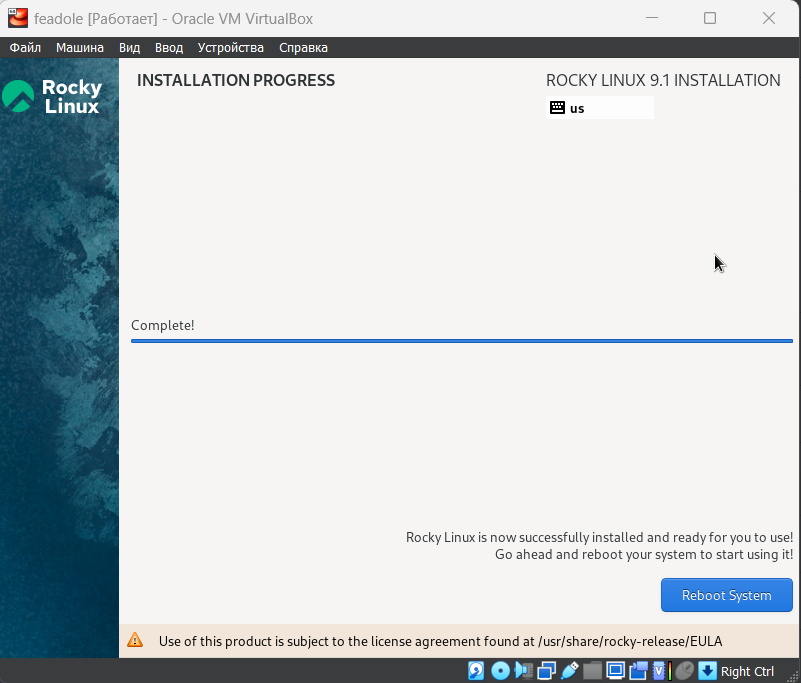 feadole [Работает] - Oracle VM VirtualBox
Файл Машина Вид Ввод Устройства Справка
Rocky
Linux
INSTALLATION PROGRESS
ROCKY LINUX 9.1 INSTALLATION
us
Complete!
Rocky Linux is now successfully installed and ready for you to use!
Go ahead and reboot your system to start using it!
Reboot System
Use of this product is subject to the license agreement found at /usr/share/rocky-release/EULA
Right Ctrl